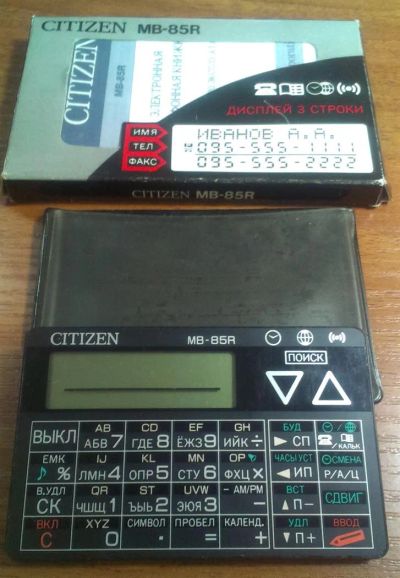 CITIZEN MB-85R
CITIZEN
MB-85R
ЭЛЕКТРОННАЯ
ДИСПЛЕЙ 3 СТРОКИ
ИМЯ ИВАНОВ А.А.
ТЕЛ 095-555-1111
ФАКС 095-555-2222
CITIZEN MB-85R
CITIZEN MB-85R
ПОИСК
AB CD EF GH БУД
ВЫКЛ АБВ 7 ГДЕ 8 ЁЖЗ 9 ИЙК ÷ ► СП /КАЛЬК
ЕМК IJ KL MN OP ЧАСЫ УСТ СМЕНА
♪ % ЛМН 4 ОПР 5 СТУ 6 ФХЦ × ◄ ИП Р/А/Ц
В.УДЛ QR ST UVW - AM/PM ВСТ
СК ЧШЩ 1 ЪЫЬ 2 ЭЮЯ 3 - ▲ П- СДВИГ
ВКЛ XYZ СИМВОЛ ПРОБЕЛ КАЛЕНД. УДЛ ВВОД
С 0 . = + ▼ П+